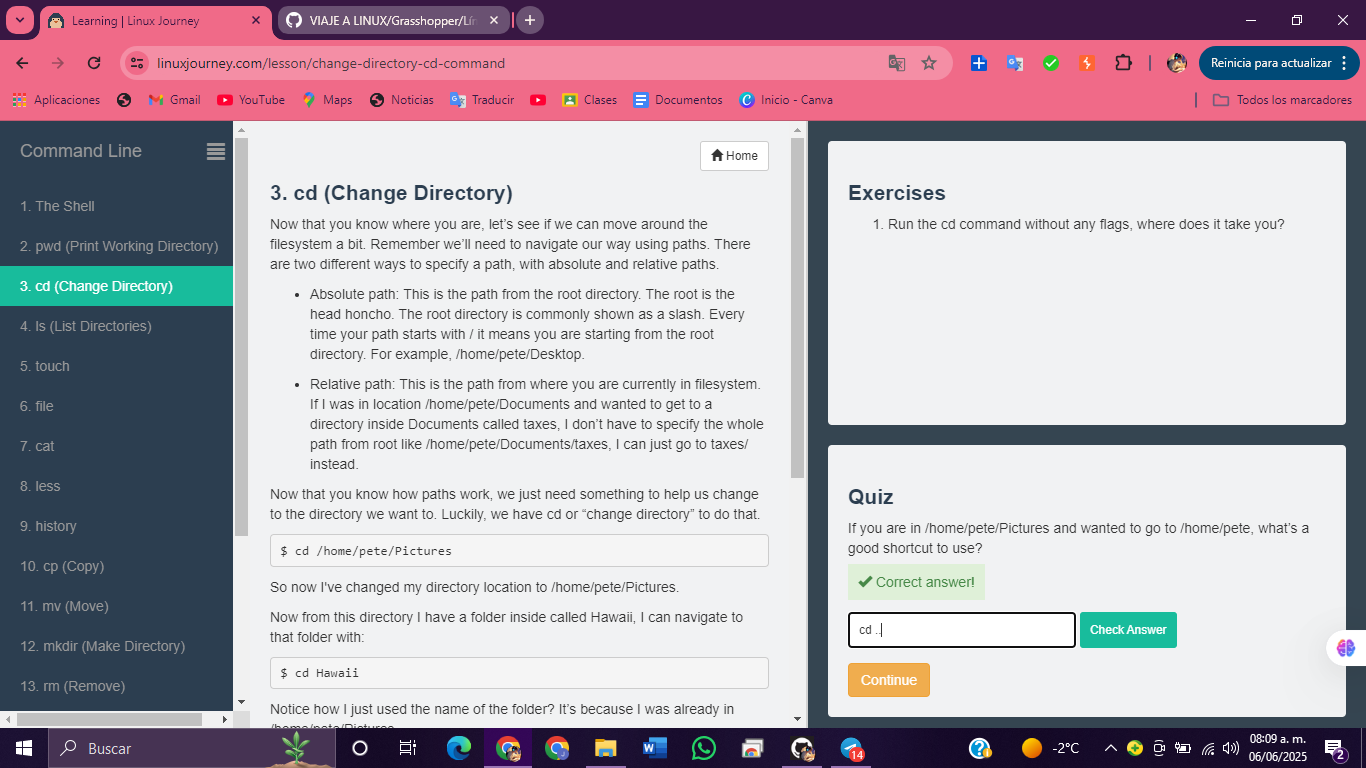 Learning | Linux Journey
VIAJE A LINUX/Grasshopper/Lín
linuxjourney.com/lesson/change-directory-cd-command
Reinicia para actualizar
Aplicaciones
Gmail
YouTube
Maps
Noticias
Traducir
Clases
Documentos
Inicio - Canva
Todos los marcadores
Command Line
1. The Shell
2. pwd (Print Working Directory)
3. cd (Change Directory)
4. ls (List Directories)
5. touch
6. file
7. cat
8. less
9. history
10. cp (Copy)
11. mv (Move)
12. mkdir (Make Directory)
13. rm (Remove)
Home
3. cd (Change Directory)
Now that you know where you are, let’s see if we can move around the
filesystem a bit. Remember we’ll need to navigate our way using paths. There
are two different ways to specify a path, with absolute and relative paths.
• Absolute path: This is the path from the root directory. The root is the
head honcho. The root directory is commonly shown as a slash. Every
time your path starts with / it means you are starting from the root
directory. For example, /home/pete/Desktop.
• Relative path: This is the path from where you are currently in filesystem.
If I was in location /home/pete/Documents and wanted to get to a
directory inside Documents called taxes, I don’t have to specify the whole
path from root like /home/pete/Documents/taxes, I can just go to taxes/
instead.
Now that you know how paths work, we just need something to help us change
to the directory we want to. Luckily, we have cd or “change directory” to do that.
$ cd /home/pete/Pictures
So now I've changed my directory location to /home/pete/Pictures.
Now from this directory I have a folder inside called Hawaii, I can navigate to
that folder with:
$ cd Hawaii
Notice how I just used the name of the folder? It’s because I was already in
/home/pete/Pictures.
Exercises
1. Run the cd command without any flags, where does it take you?
Quiz
If you are in /home/pete/Pictures and wanted to go to /home/pete, what’s a
good shortcut to use?
Correct answer!
cd ..
Check Answer
Continue
Buscar
14
-2°C
08:09 a. m.
06/06/2025
2